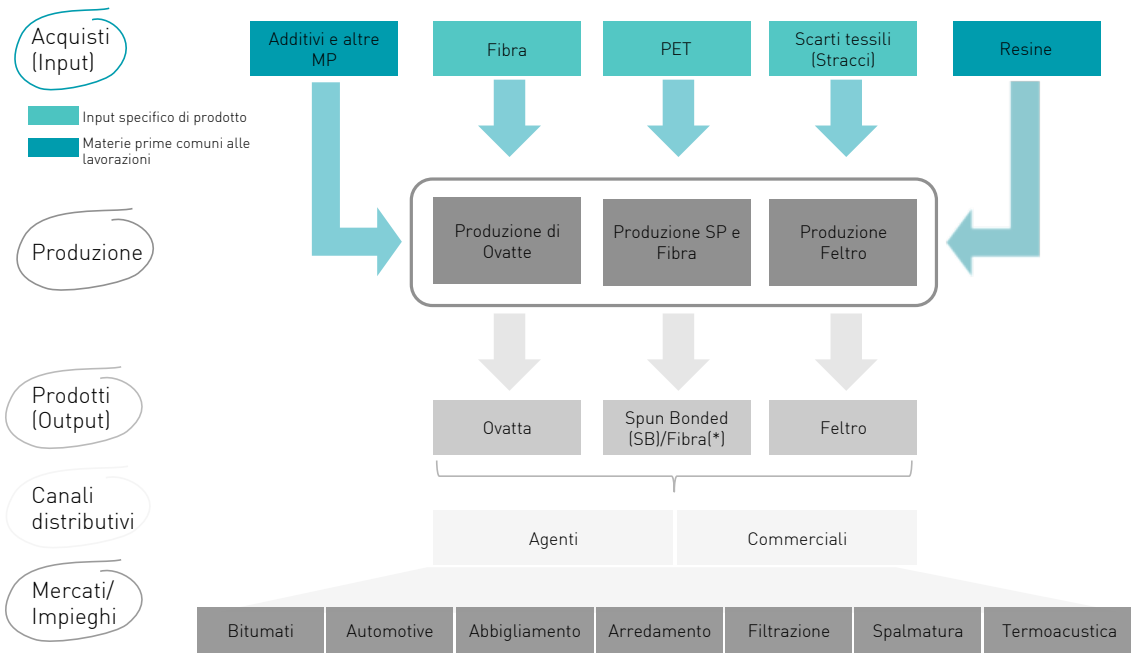 Acquisti
(Input)
Additivi e altre
MP
Fibra
PET
Scarti tessili
(Stracci)
Resine
Input specifico di prodotto
Materie prime comuni alle
lavorazioni
Produzione
Produzione di
Ovatte
Produzione SP e
Fibra
Produzione
Feltro
Prodotti
(Output)
Ovatta
Spun Bonded
(SB)/Fibra(*)
Feltro
Canali
distributivi
Agenti
Commerciali
Mercati/
Impieghi
Bitumati
Automotive
Abbigliamento
Arredamento
Filtrazione
Spalmatura
Termoacustica